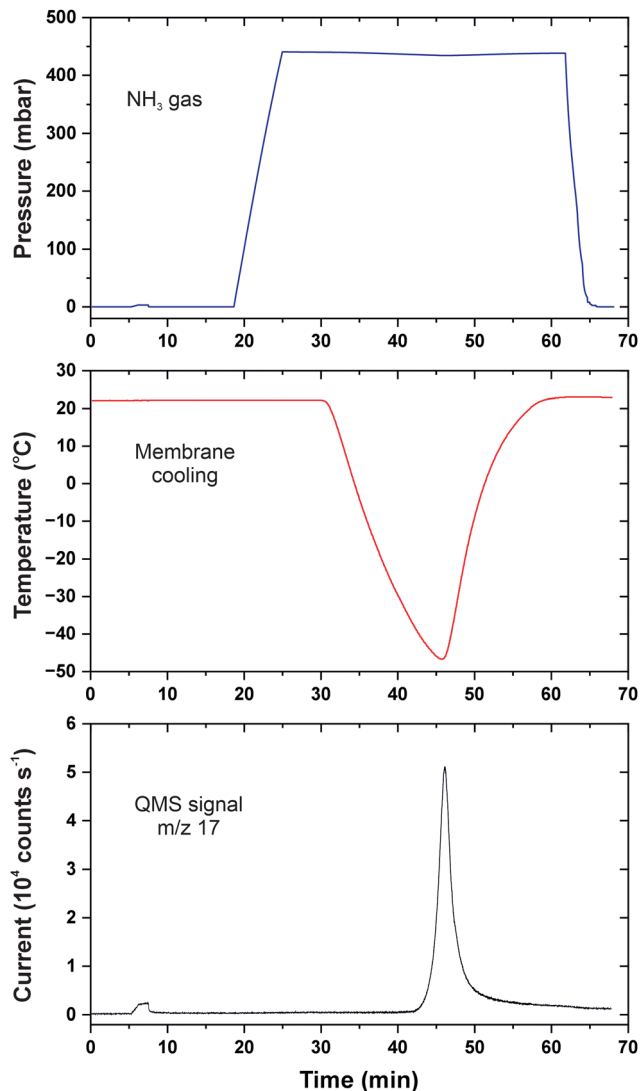 500
400
300
200
100
0
Pressure (mbar)
NH₃ gas
0 10 20 30 40 50 60 70
30
20
10
0
−10
−20
−30
−40
−50
Temperature (°C)
Membrane
cooling
0 10 20 30 40 50 60 70
6
5
4
3
2
1
0
Current (10⁴ counts s⁻¹)
QMS signal
m/z 17
0 10 20 30 40 50 60 70
Time (min)